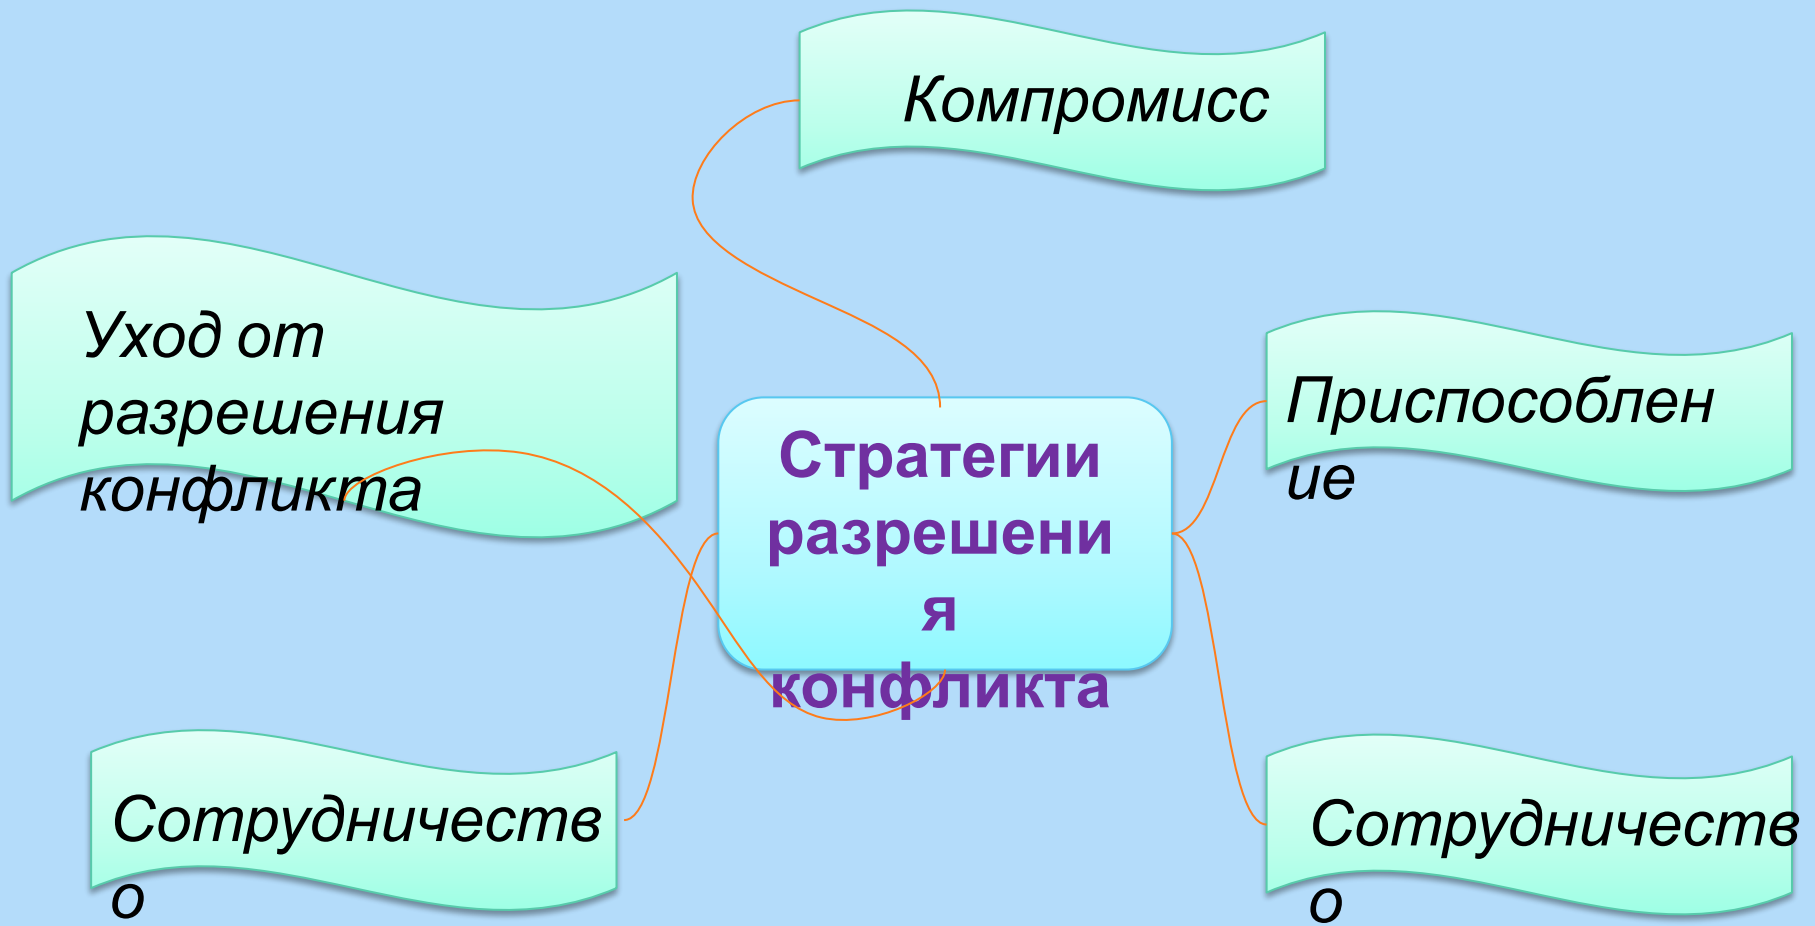 Компромисс
Уход от
разрешения
конфликта
Приспособлен
ие
Стратегии
разрешени
я
конфликта
Сотрудничеств
о
Сотрудничеств
о